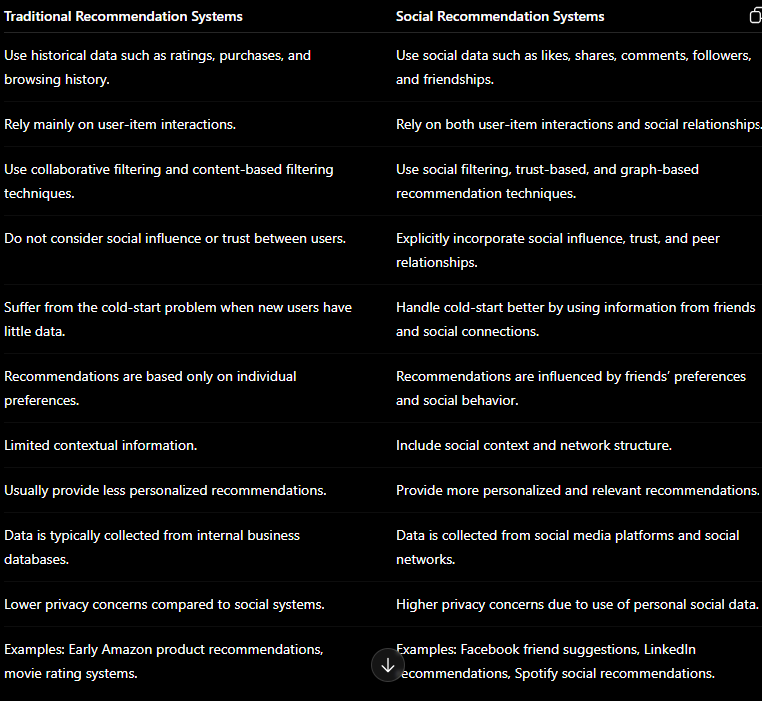 Traditional Recommendation Systems
Social Recommendation Systems
Use historical data such as ratings, purchases, and
browsing history.
Use social data such as likes, shares, comments, followers,
and friendships.
Rely mainly on user-item interactions.
Rely on both user-item interactions and social relationships.
Use collaborative filtering and content-based filtering
techniques.
Use social filtering, trust-based, and graph-based
recommendation techniques.
Do not consider social influence or trust between users.
Explicitly incorporate social influence, trust, and peer
relationships.
Suffer from the cold-start problem when new users have
little data.
Handle cold-start better by using information from friends
and social connections.
Recommendations are based only on individual
preferences.
Recommendations are influenced by friends’ preferences
and social behavior.
Limited contextual information.
Include social context and network structure.
Usually provide less personalized recommendations.
Provide more personalized and relevant recommendations.
Data is typically collected from internal business
databases.
Data is collected from social media platforms and social
networks.
Lower privacy concerns compared to social systems.
Higher privacy concerns due to use of personal social data.
Examples: Early Amazon product recommendations,
movie rating systems.
Examples: Facebook friend suggestions, LinkedIn
recommendations, Spotify social recommendations.